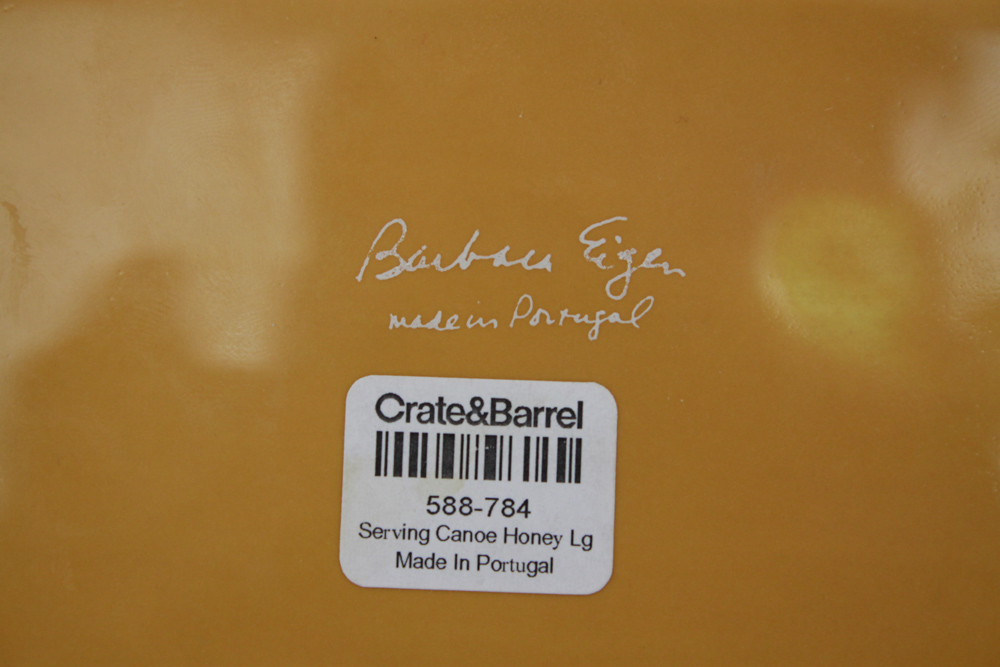 Barbara Eigen
made in Portugal
Crate&Barrel
588-784
Serving Canoe Honey Lg
Made In Portugal